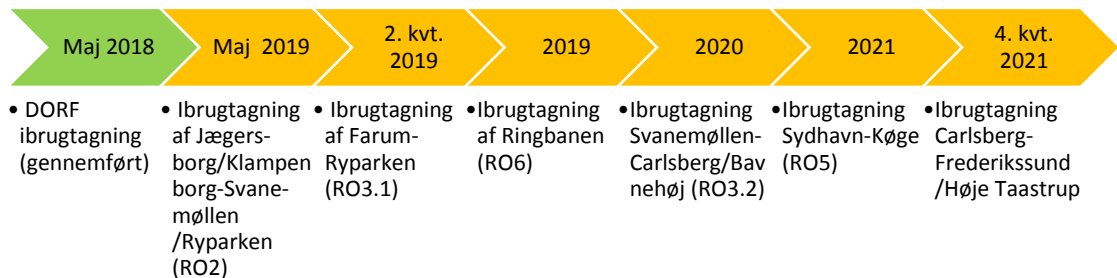 Maj 2018
Maj 2019
2. kvt.
2019
2019
2020
2021
4. kvt.
2021
• DORF
ibrugtagning
(gennemført)
• Ibrugtagning
af Jægers-
borg/Klampen
borg-Svane-
møllen
/Ryparken
(RO2)
• Ibrugtagning
af Farum-
Ryparken
(RO3.1)
•Ibrugtagning
af Ringbanen
(RO6)
•Ibrugtagning
Svanemøllen-
Carlsberg/Bav
nehøj (RO3.2)
•Ibrugtagning
Sydhavn-Køge
(RO5)
•Ibrugtagning
Carlsberg-
Frederikssund
/Høje Taastrup